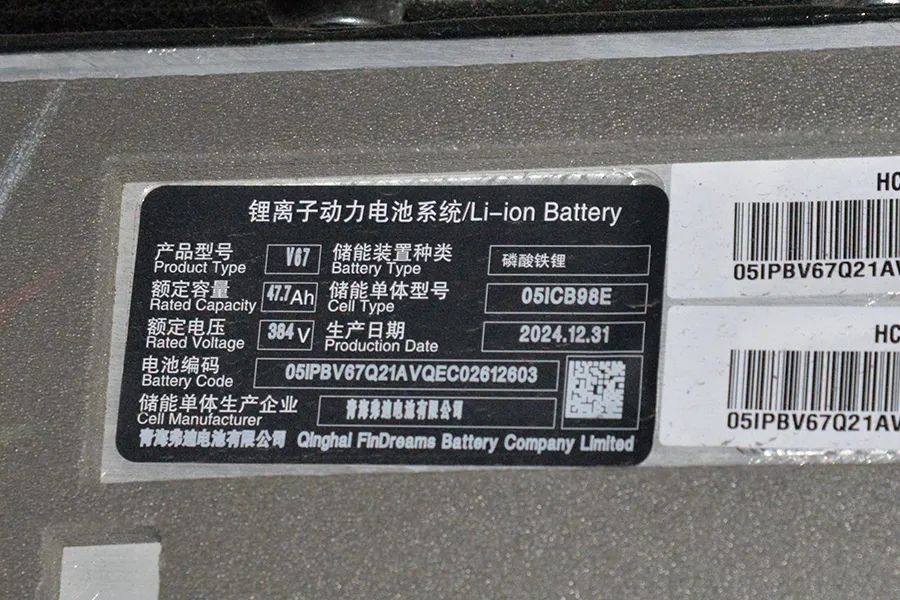 锂离子动力电池系统/Li-ion Battery
产品型号 V67 储能装置种类 磷酸铁锂
Product Type Battery Type
额定容量 47.7Ah 储能单体型号 05ICB98E
Rated Capacity Cell Type
额定电压 384V 生产日期 2024.12.31
Rated Voltage Production Date
电池编码 05IPBV67Q21AVQEC02612603
Battery Code
储能单体生产企业 青海弗迪电池有限公司
Cell Manufacturer
青海弗迪电池有限公司 Qinghai FinDreams Battery Company Limited
HC
05IPBV67Q21AV
HC
05IPBV67Q21AV